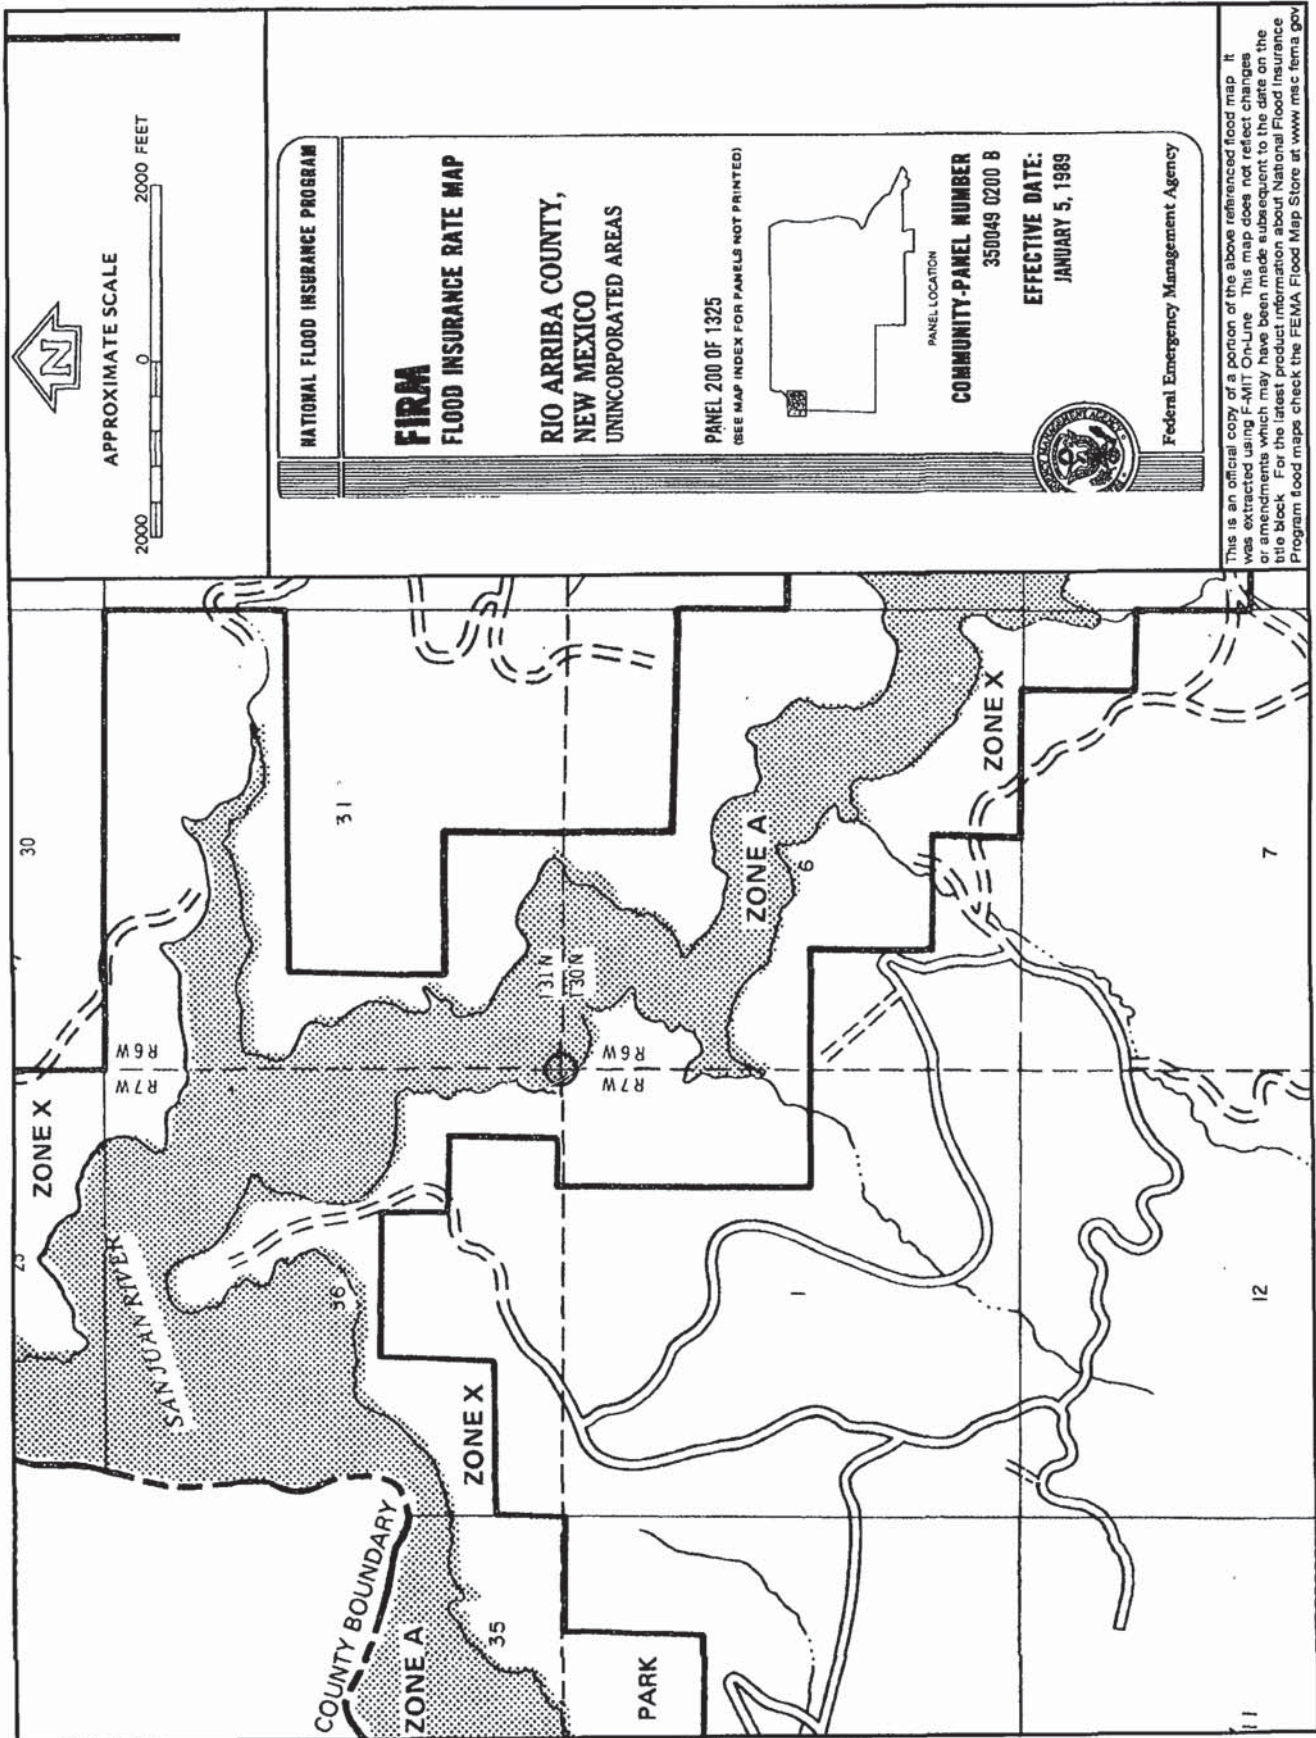 N
APPROXIMATE SCALE
2000 0 2000 FEET
NATIONAL FLOOD INSURANCE PROGRAM
FIRM
FLOOD INSURANCE RATE MAP
RIO ARRIBA COUNTY,
NEW MEXICO
UNINCORPORATED AREAS
PANEL 200 OF 1325
(SEE MAP INDEX FOR PANELS NOT PRINTED)
PANEL LOCATION
COMMUNITY-PANEL NUMBER
350049 0200 B
EFFECTIVE DATE:
JANUARY 5, 1989
Federal Emergency Management Agency
This is an official copy of a portion of the above referenced flood map It
was extracted using F-MIT On-Line This map does not reflect changes
or amendments which may have been made subsequent to the date on the
title block For the latest product information about National Flood Insurance
Program flood maps check the FEMA Flood Map Store at www msc fema gov
30
ZONE X
R7W R6W
SAN JUAN RIVER
36
31
COUNTY BOUNDARY
ZONE A
35
ZONE X
T31N
T30N
R7W R6W
PARK
ZONE A
6
ZONE X
1
12
7
11